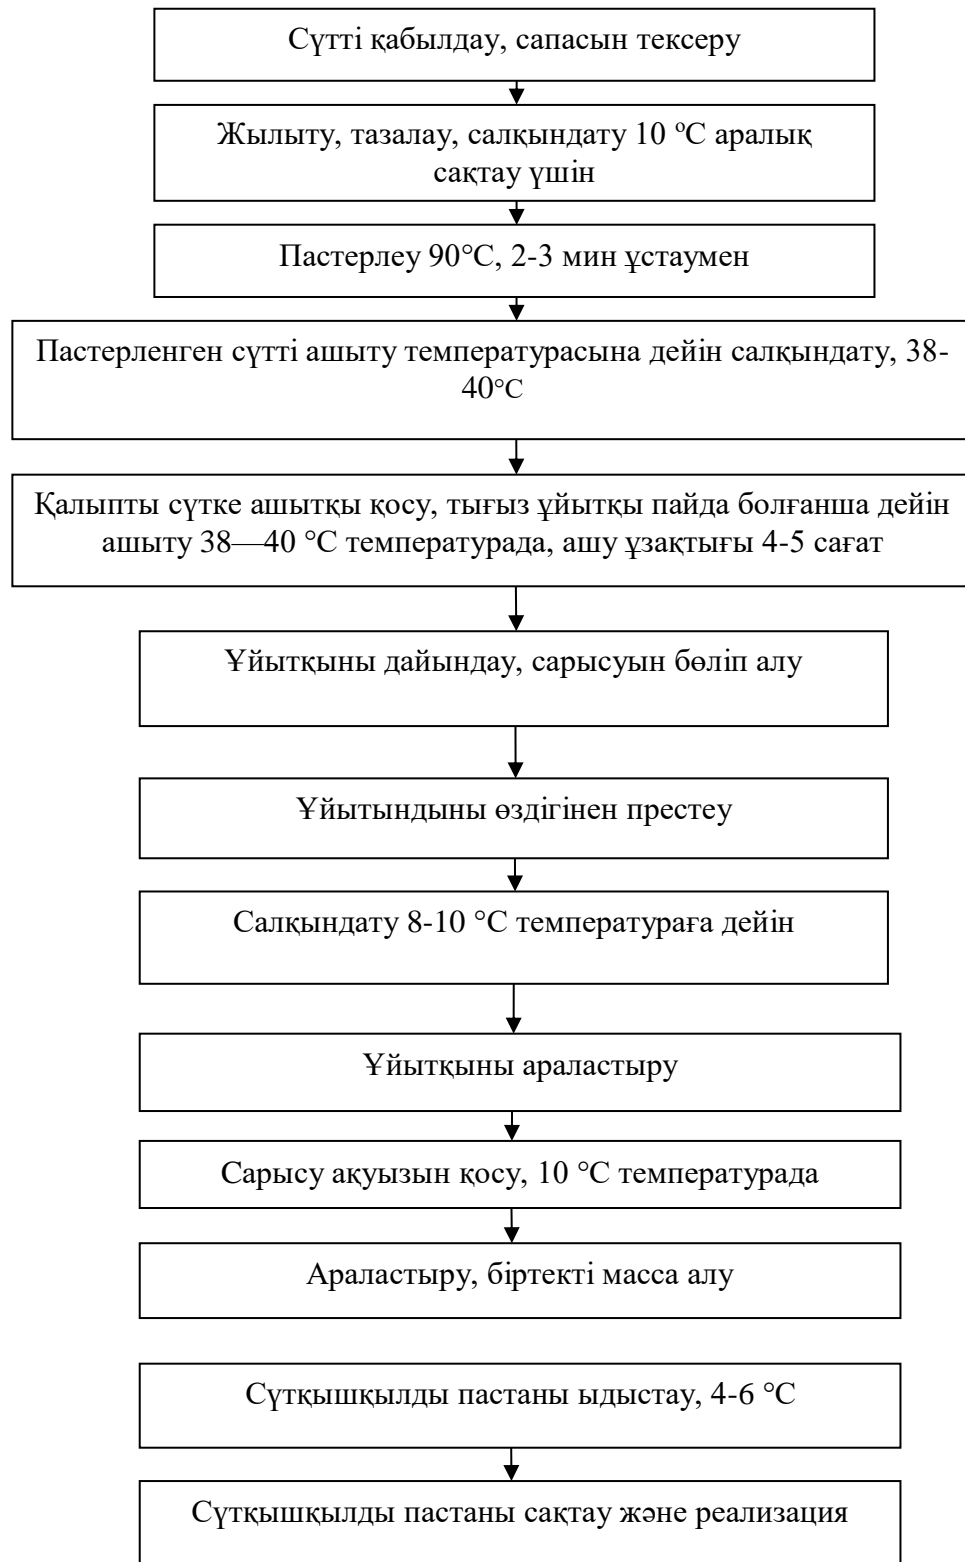 Сүтті қабылдау, сапасын тексеру
Жылыту, тазалау, салқындату 10 ºС аралық
сақтау үшін
Пастерлеу 90°С, 2-3 мин ұстаумен
Пастерленген сүтті ашыту температурасына дейін салқындату, 38-
40°С
Қалыпты сүтке ашытқы қосу, тығыз ұйытқы пайда болғанша дейін
ашыту 38—40 °С температурада, ашу ұзақтығы 4-5 сағат
Ұйытқыны дайындау, сарысуын бөліп алу
Ұйытындыны өздігінен престеу
Салқындату 8-10 °С температураға дейін
Ұйытқыны араластыру
Сарысу ақуызын қосу, 10 °С температурада
Араластыру, біртекті масса алу
Сүтқышқылды пастаны ыдыстау, 4-6 °С
Сүтқышқылды пастаны сақтау және реализация